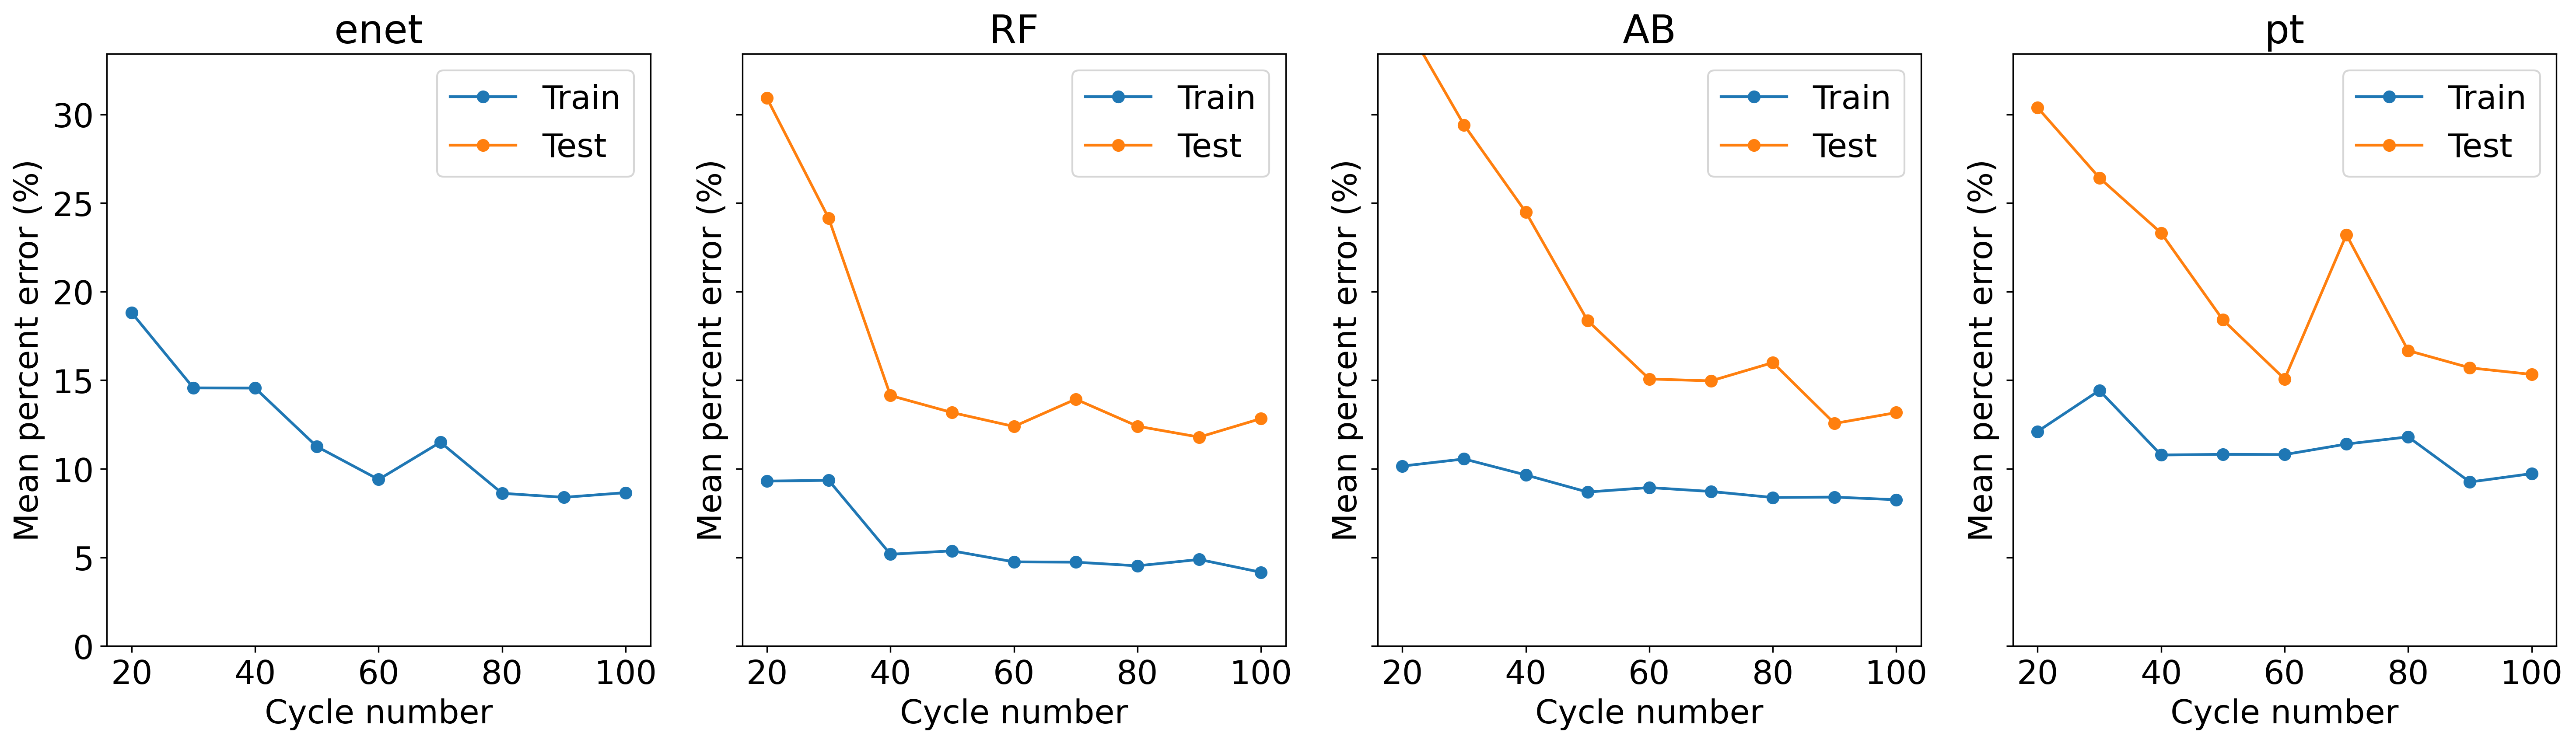 enet
Mean percent error (%)
30
25
20
15
10
5
0
Train
Test
20 40 60 80 100
Cycle number
RF
Mean percent error (%)
Train
Test
20 40 60 80 100
Cycle number
AB
Mean percent error (%)
Train
Test
20 40 60 80 100
Cycle number
pt
Mean percent error (%)
Train
Test
20 40 60 80 100
Cycle number